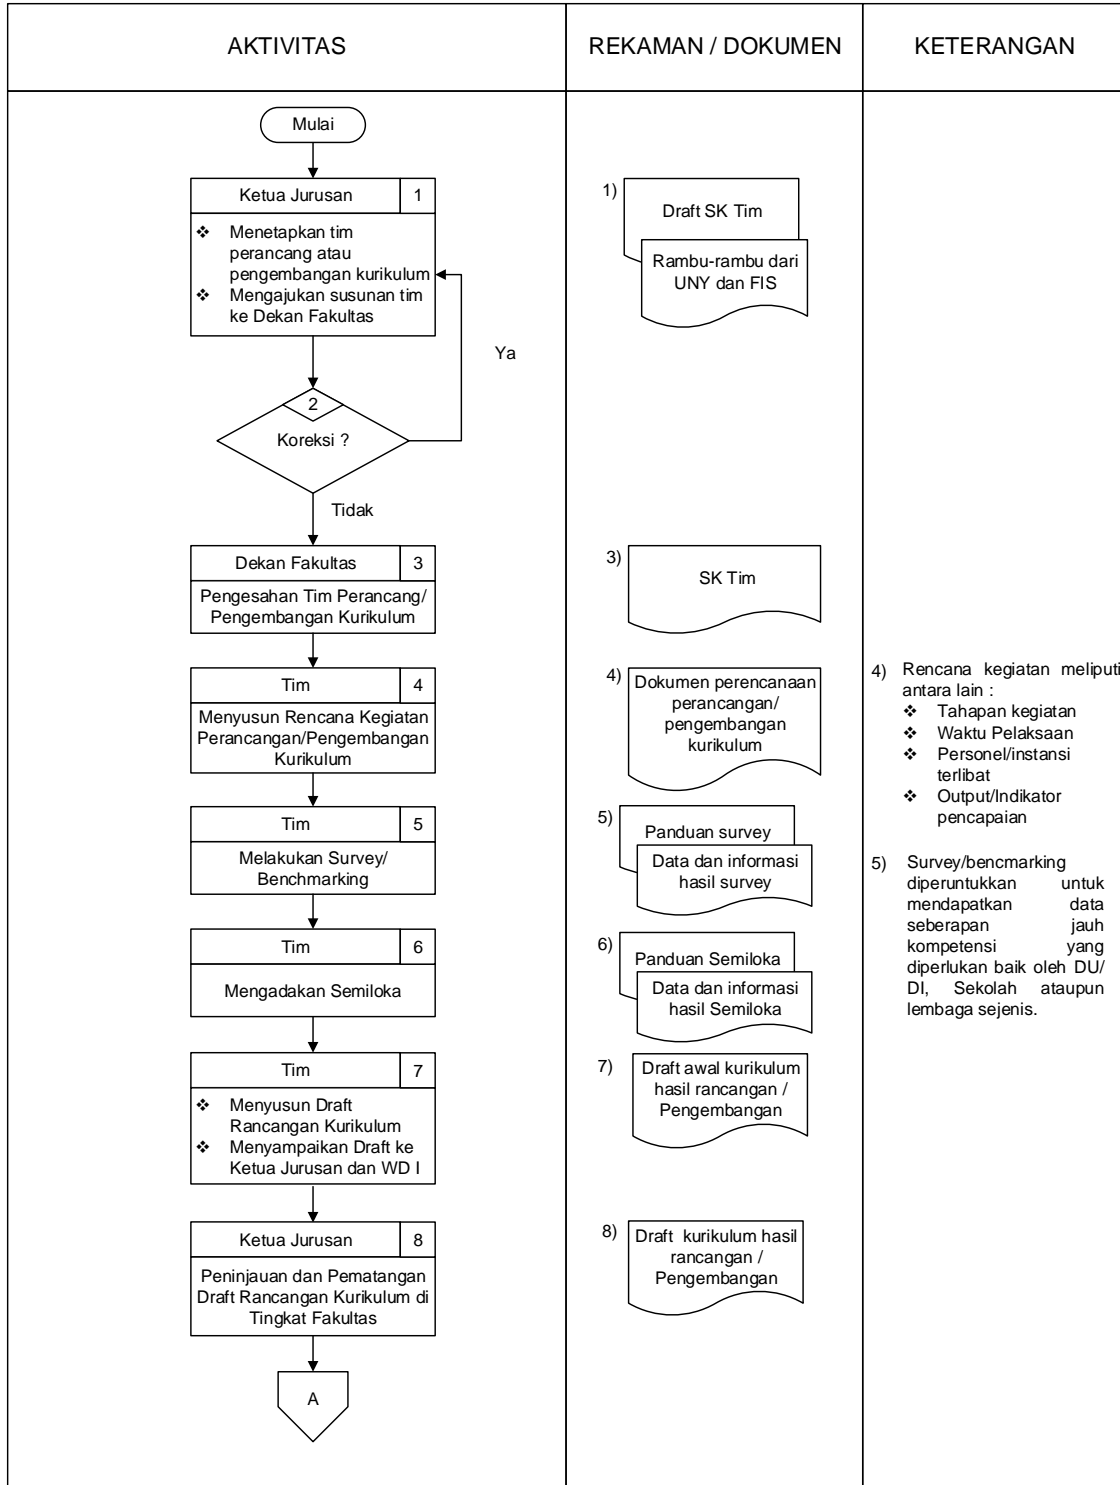 AKTIVITAS
REKAMAN / DOKUMEN
KETERANGAN
Mulai
Ketua Jurusan
1
❖ Menetapkan tim
perancang atau
pengembangan kurikulum
❖ Mengajukan susunan tim
ke Dekan Fakultas
Ya
2
Koreksi ?
Tidak
Dekan Fakultas
3
Pengesahan Tim Perancang/
Pengembangan Kurikulum
Tim
4
Menyusun Rencana Kegiatan
Perancangan/Pengembangan
Kurikulum
Tim
5
Melakukan Survey/
Benchmarking
Tim
6
Mengadakan Semiloka
Tim
7
❖ Menyusun Draft
Rancangan Kurikulum
❖ Menyampaikan Draft ke
Ketua Jurusan dan WD I
Ketua Jurusan
8
Peninjauan dan Pematangan
Draft Rancangan Kurikulum di
Tingkat Fakultas
A
1)
Draft SK Tim
Rambu-rambu dari
UNY dan FIS
3)
SK Tim
4)
Dokumen perencanaan
perancangan/
pengembangan
kurikulum
5)
Panduan survey
Data dan informasi
hasil survey
6)
Panduan Semiloka
Data dan informasi
hasil Semiloka
7)
Draft awal kurikulum
hasil rancangan /
Pengembangan
8)
Draft kurikulum hasil
rancangan /
Pengembangan
4) Rencana kegiatan meliputi
antara lain :
❖ Tahapan kegiatan
❖ Waktu Pelaksaan
❖ Personel/instansi
terlibat
❖ Output/Indikator
pencapaian
5) Survey/bencmarking
diperuntukkan untuk
mendapatkan data
seberapan jauh
kompetensi yang
diperlukan baik oleh DU/
DI, Sekolah ataupun
lembaga sejenis.